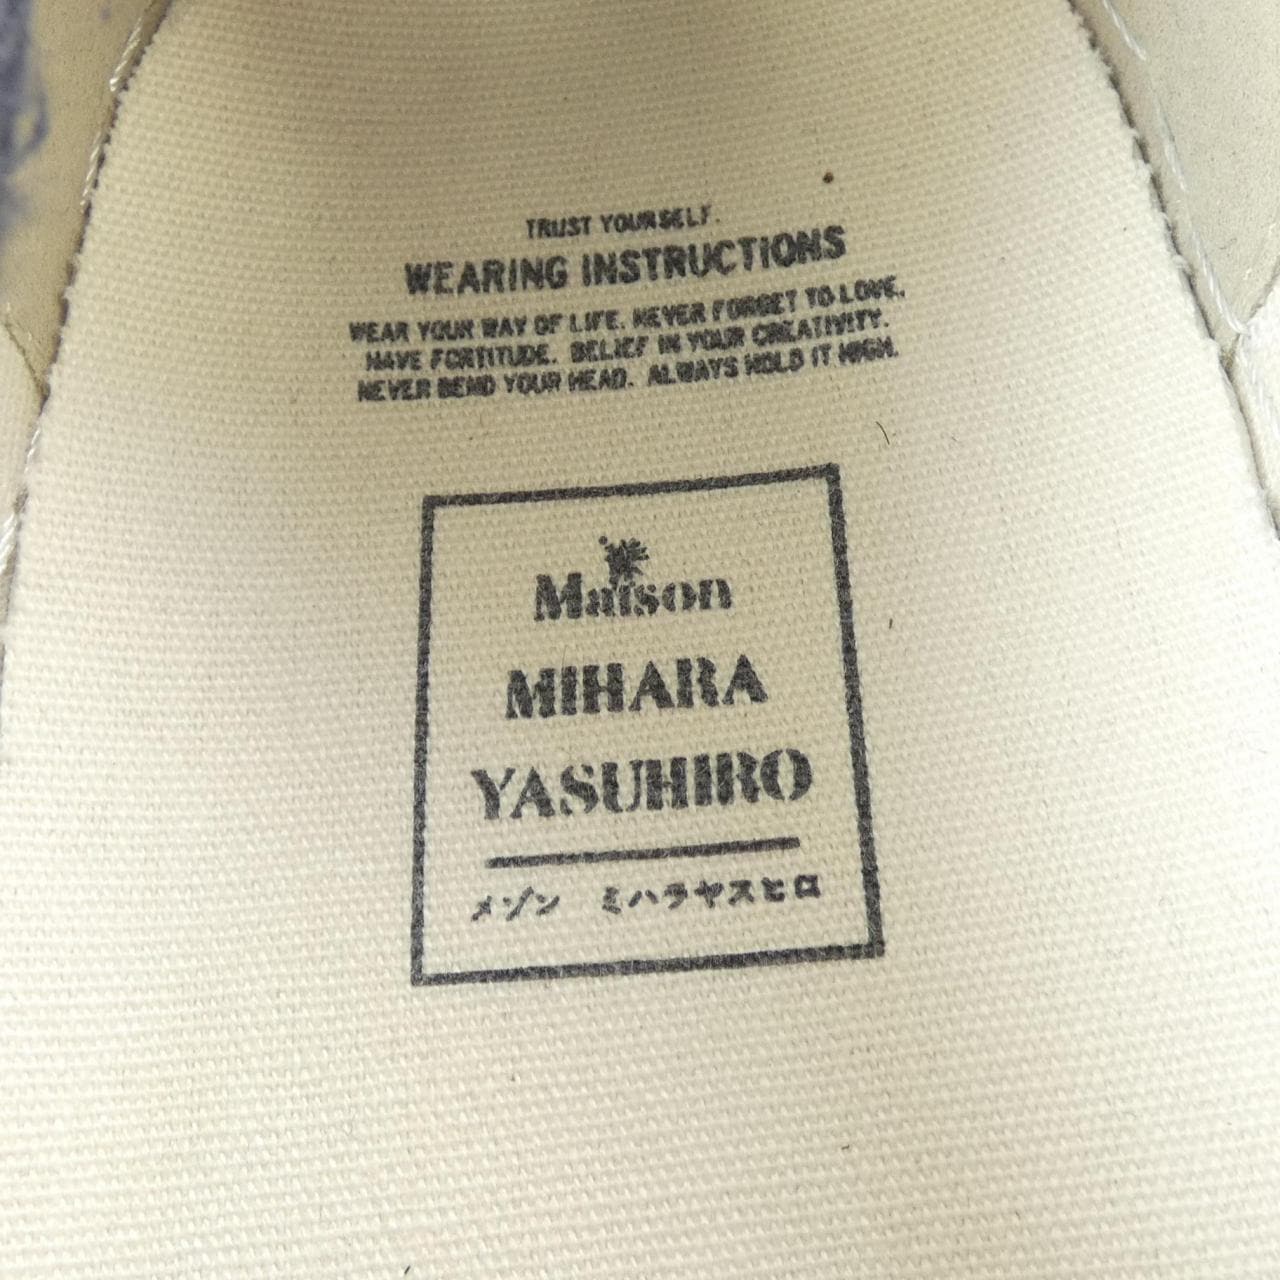 TRUST YOURSELF.
WEARING INSTRUCTIONS
WEAR YOUR WAY OF LIFE. NEVER FORGET TO LOVE.
HAVE FORTITUDE. BELIEF IN YOUR CREATIVITY.
NEVER BEND YOUR HEAD. ALWAYS HOLD IT HIGH.
Maison
MIHARA
YASUHIRO
メゾン ミハラヤスヒロ